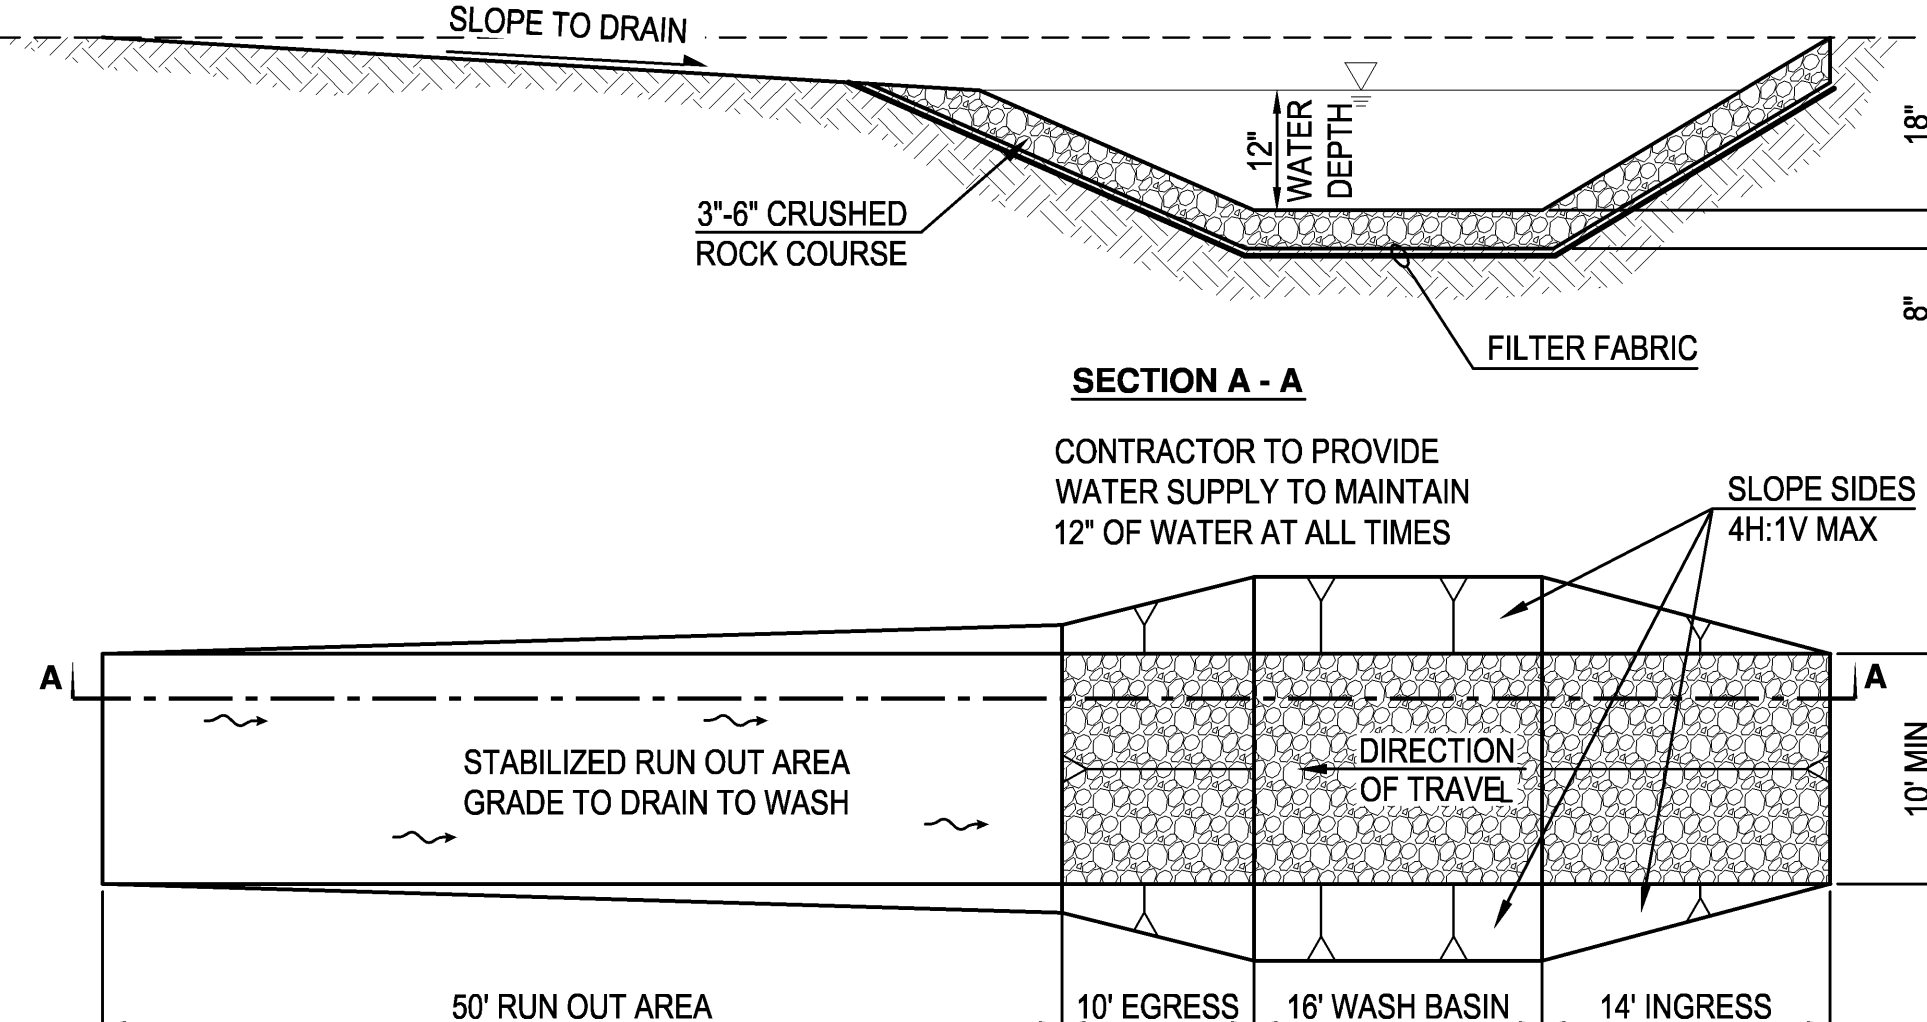 SLOPE TO DRAIN
12"
WATER
DEPTH
18"
3"-6" CRUSHED
ROCK COURSE
8"
FILTER FABRIC
SECTION A - A
CONTRACTOR TO PROVIDE
WATER SUPPLY TO MAINTAIN
12" OF WATER AT ALL TIMES
SLOPE SIDES
4H:1V MAX
A
A
STABILIZED RUN OUT AREA
GRADE TO DRAIN TO WASH
DIRECTION
OF TRAVEL
10' MIN
50' RUN OUT AREA
10' EGRESS
16' WASH BASIN
14' INGRESS